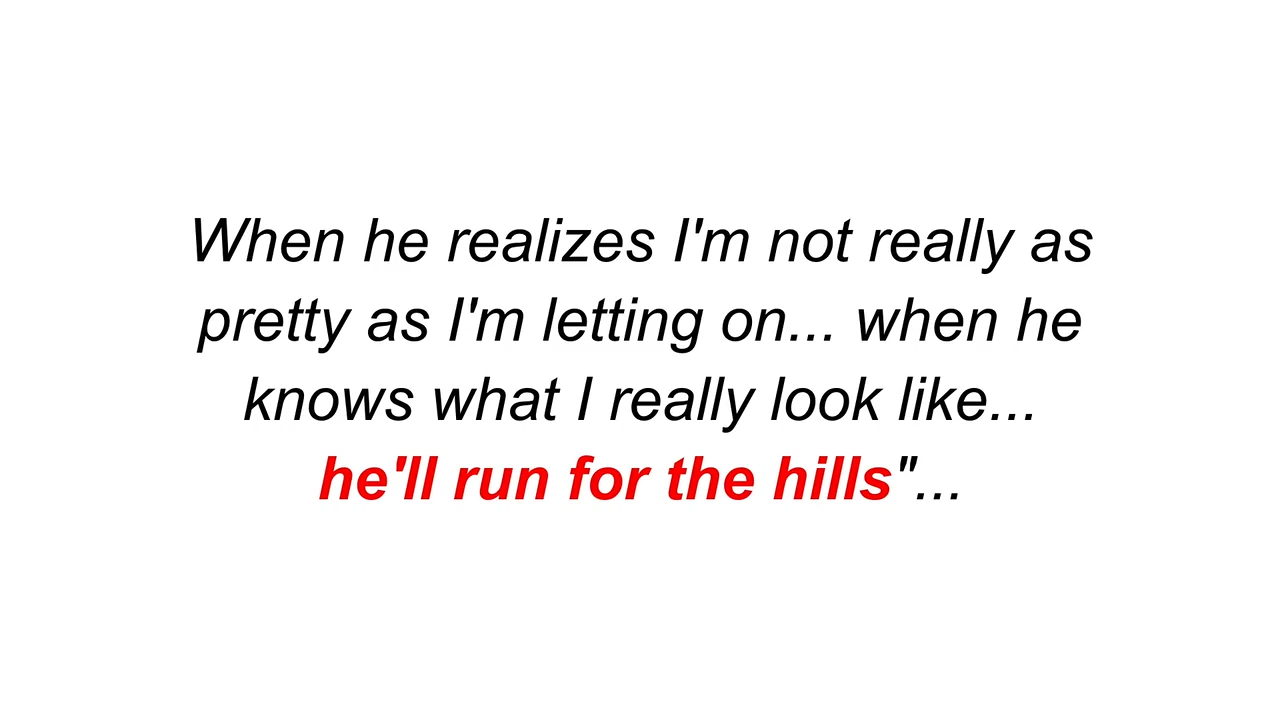 When he realizes I'm not really as
pretty as I'm letting on... when he
knows what I really look like...
he'll run for the hills"...